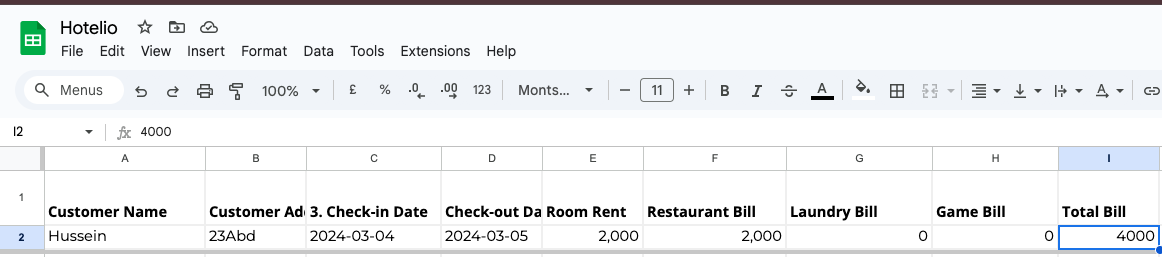 Hotelio
File Edit View Insert Format Data Tools Extensions Help
Menus 100% £ % .0 .00 123 Monts... 11 B I A
I2 fx 4000
A B C D E F G H I
1 Customer Name Customer Add 3. Check-in Date Check-out Da Room Rent Restaurant Bill Laundry Bill Game Bill Total Bill
2 Hussein 23Abd 2024-03-04 2024-03-05 2,000 2,000 0 0 4000